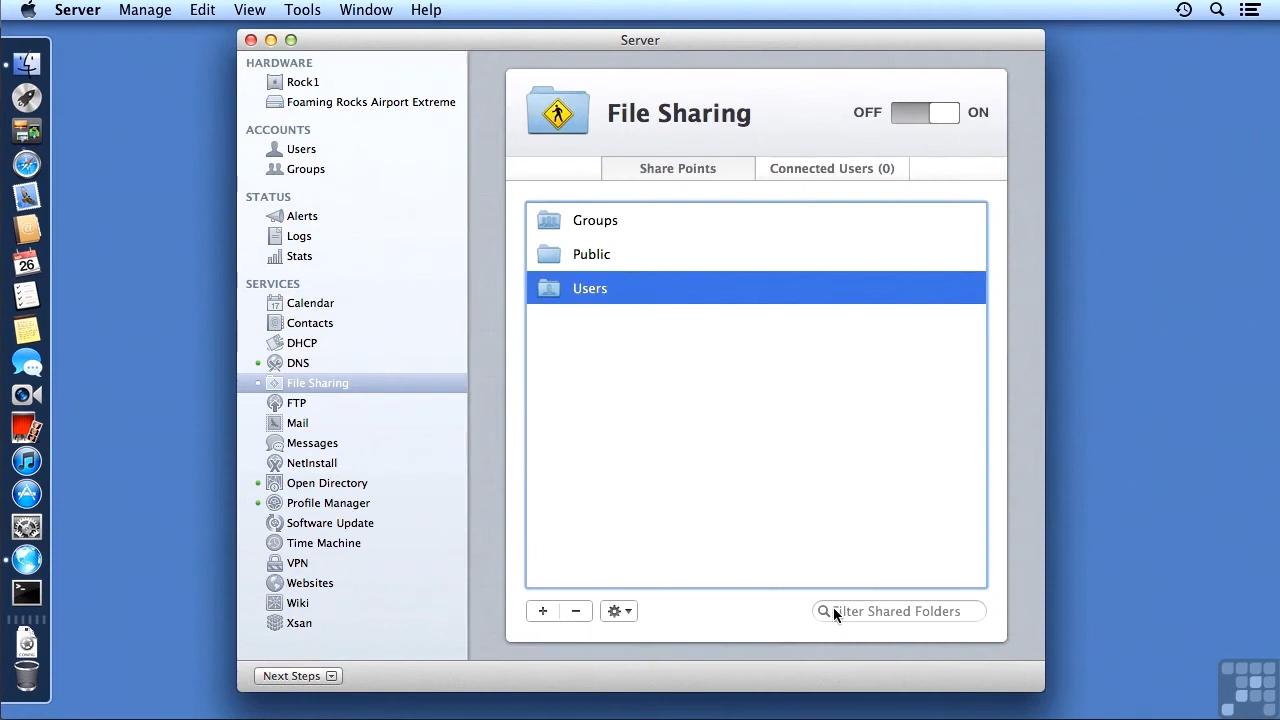 Server Manage Edit View Tools Window Help
Server
HARDWARE
Rock1
Foaming Rocks Airport Extreme
ACCOUNTS
Users
Groups
STATUS
Alerts
Logs
Stats
SERVICES
17 Calendar
Contacts
DHCP
DNS
File Sharing
FTP
Mail
Messages
NetInstall
Open Directory
Profile Manager
Software Update
Time Machine
VPN
Websites
Wiki
Xsan
Next Steps
File Sharing
OFF ON
Share Points Connected Users (0)
Groups
Public
Users
+ −
Filter Shared Folders
26